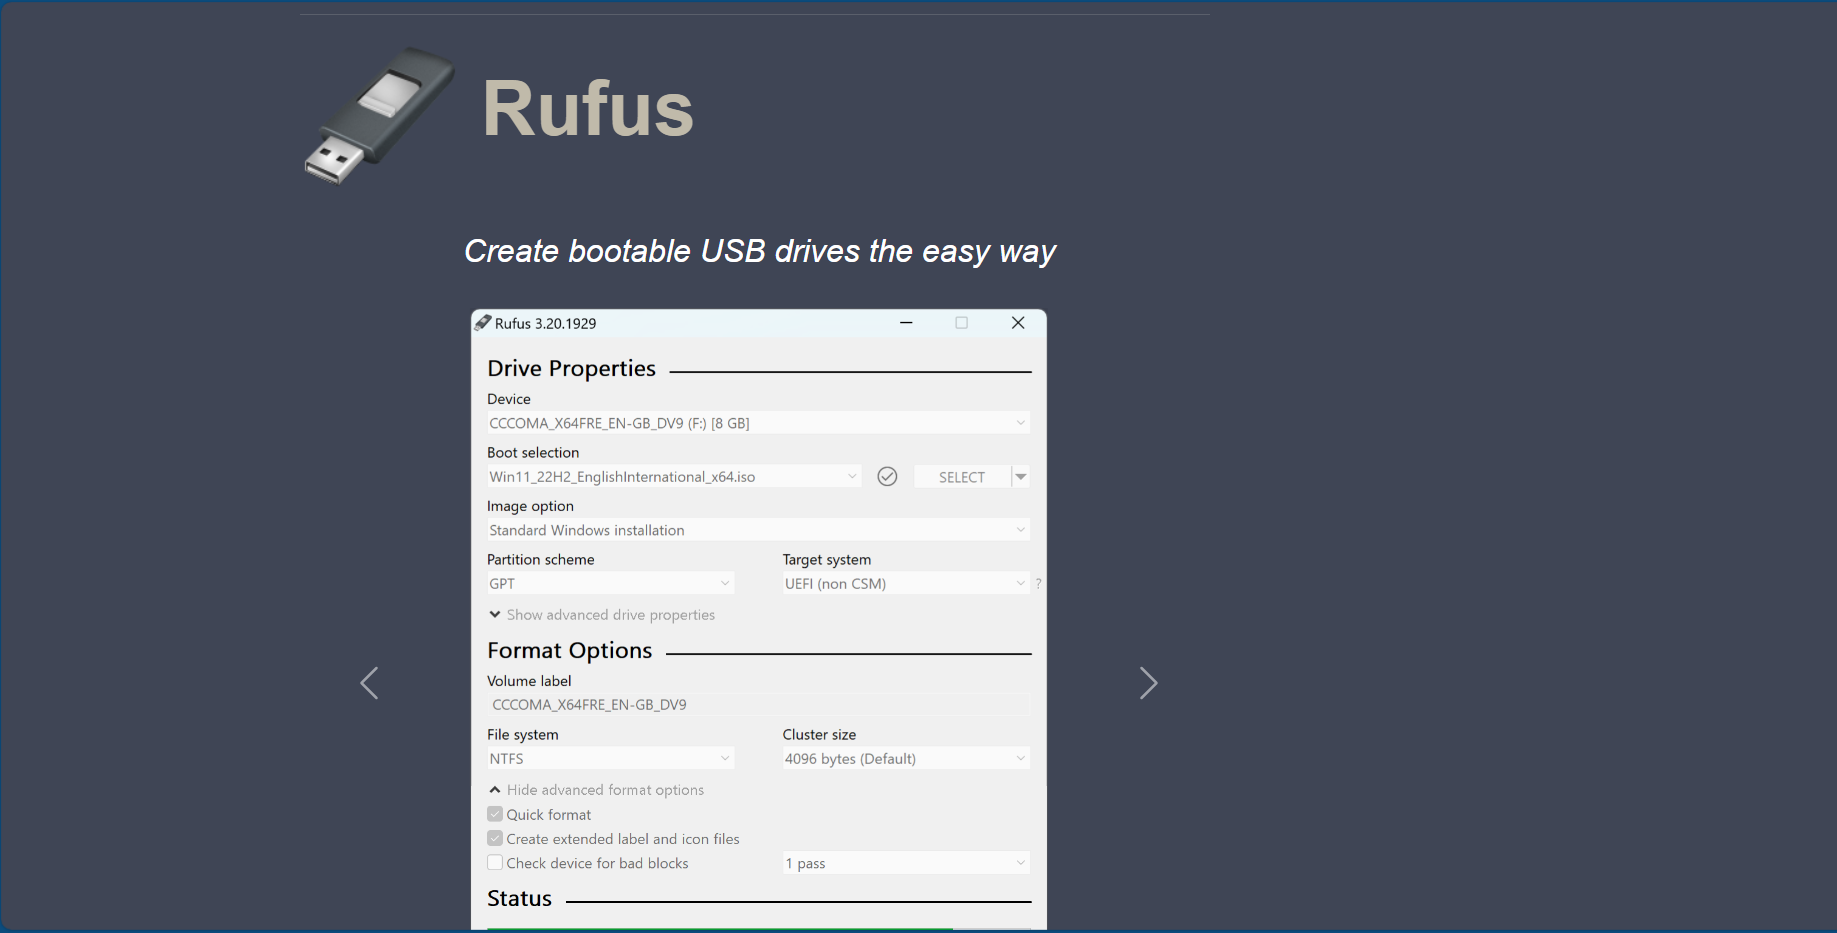 Rufus
Create bootable USB drives the easy way
Rufus 3.20.1929
Drive Properties
Device
CCCOMA_X64FRE_EN-GB_DV9 (F:) [8 GB]
Boot selection
Win11_22H2_EnglishInternational_x64.iso
SELECT
Image option
Standard Windows installation
Partition scheme
Target system
GPT
UEFI (non CSM)
?
Show advanced drive properties
Format Options
Volume label
CCCOMA_X64FRE_EN-GB_DV9
File system
Cluster size
NTFS
4096 bytes (Default)
Hide advanced format options
Quick format
Create extended label and icon files
Check device for bad blocks
1 pass
Status